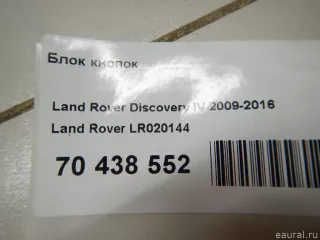 Блок кнопок
Land Rover Discovery IV 2009-2016
Land Rover LR020144
70 438 552
eaural.ru